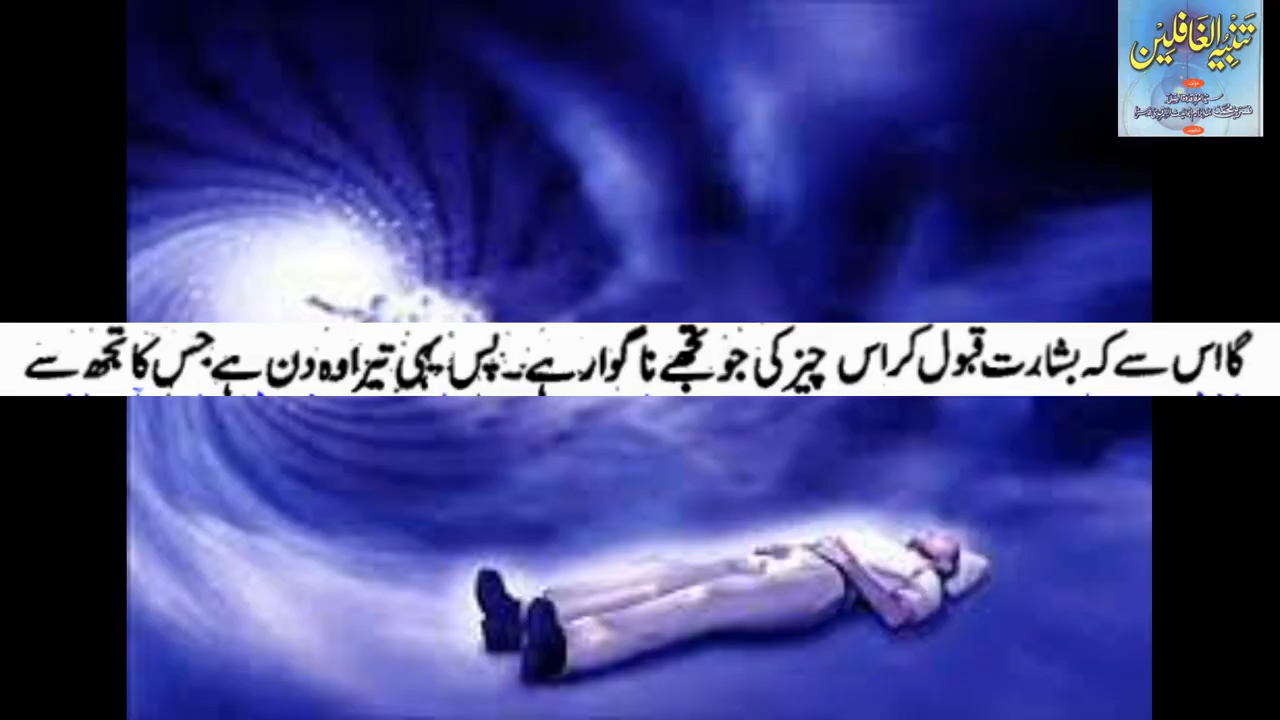 تنبیہ الغافلین
گا اس سے کہ بشارت قبول کر اس چیز کی جو تجھے ناگوار ہے۔ پس یہی تیرا وہ دن ہے جس کا تجھ سے